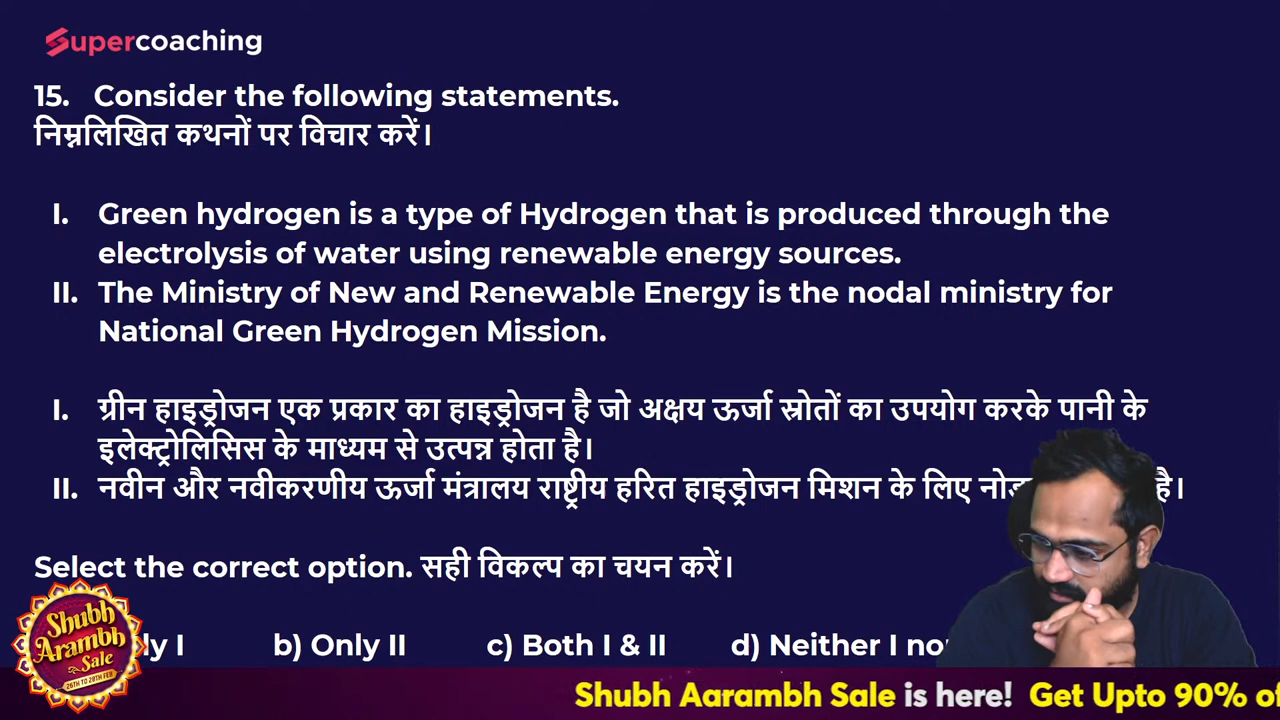 Supercoaching
15. Consider the following statements.
निम्नलिखित कथनों पर विचार करें।
I. Green hydrogen is a type of Hydrogen that is produced through the
electrolysis of water using renewable energy sources.
II. The Ministry of New and Renewable Energy is the nodal ministry for
National Green Hydrogen Mission.
I. ग्रीन हाइड्रोजन एक प्रकार का हाइड्रोजन है जो अक्षय ऊर्जा स्रोतों का उपयोग करके पानी के
इलेक्ट्रोलिसिस के माध्यम से उत्पन्न होता है।
II. नवीन और नवीकरणीय ऊर्जा मंत्रालय राष्ट्रीय हरित हाइड्रोजन मिशन के लिए है।
Select the correct option. सही विकल्प का चयन करें।
I b) Only II c) Both I & II d) Neither I
Shubh
Arambh
Sale
26TH TO 28TH FEB
Shubh Aarambh Sale is here! Get Upto 90%